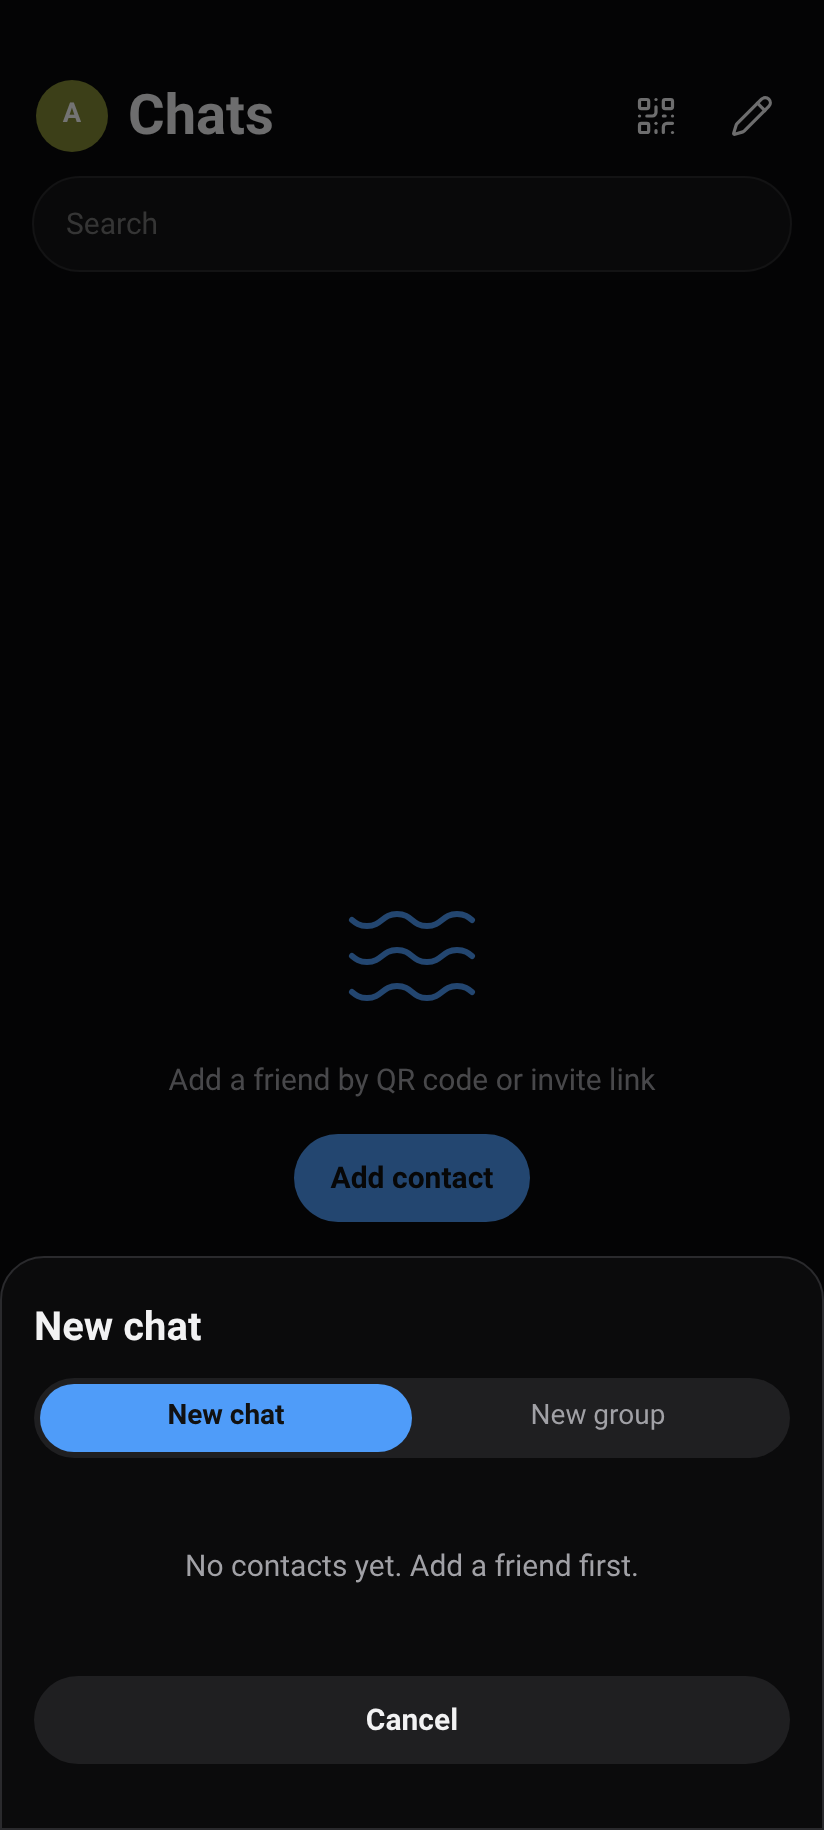 A
Chats
Search
Add a friend by QR code or invite link
Add contact
New chat
New chat
New group
No contacts yet. Add a friend first.
Cancel